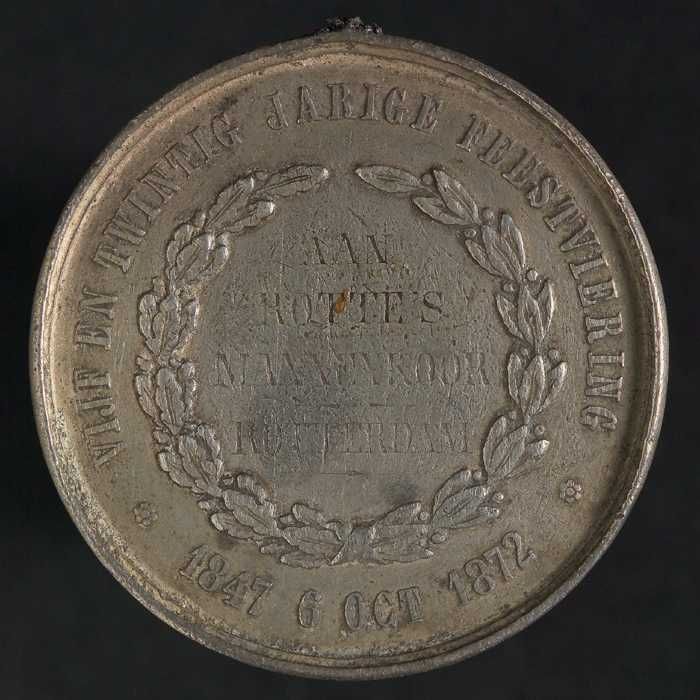 VIJF EN TWINTIG JARIGE FEESTVIERING
AAN
ROTTE'S
MANNENKOOR
ROTTERDAM
1847 6 OCT 1872